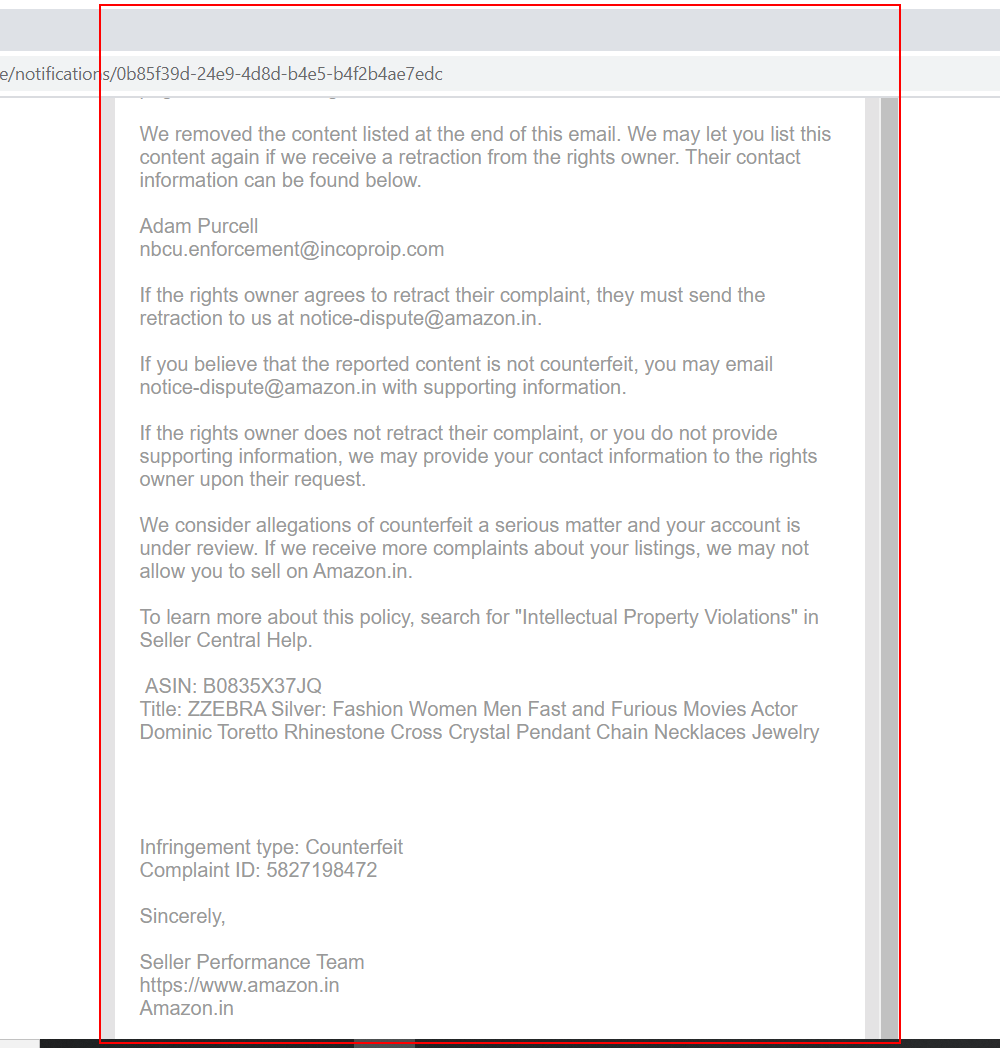 e/notifications/0b85f39d-24e9-4d8d-b4e5-b4f2b4ae7edc
We removed the content listed at the end of this email. We may let you list this
content again if we receive a retraction from the rights owner. Their contact
information can be found below.
Adam Purcell
nbcu.enforcement@incoproip.com
If the rights owner agrees to retract their complaint, they must send the
retraction to us at notice-dispute@amazon.in.
If you believe that the reported content is not counterfeit, you may email
notice-dispute@amazon.in with supporting information.
If the rights owner does not retract their complaint, or you do not provide
supporting information, we may provide your contact information to the rights
owner upon their request.
We consider allegations of counterfeit a serious matter and your account is
under review. If we receive more complaints about your listings, we may not
allow you to sell on Amazon.in.
To learn more about this policy, search for "Intellectual Property Violations" in
Seller Central Help.
ASIN: B0835X37JQ
Title: ZZEBRA Silver: Fashion Women Men Fast and Furious Movies Actor
Dominic Toretto Rhinestone Cross Crystal Pendant Chain Necklaces Jewelry
Infringement type: Counterfeit
Complaint ID: 5827198472
Sincerely,
Seller Performance Team
https://www.amazon.in
Amazon.in